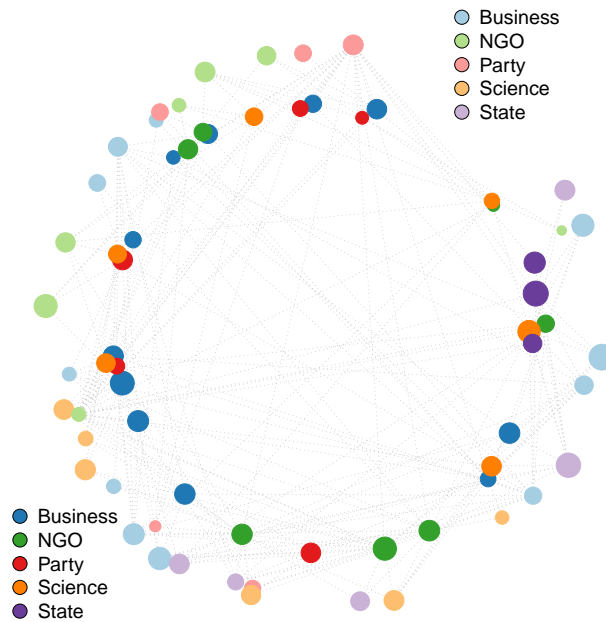 Business
NGO
Party
Science
State
Business
NGO
Party
Science
State